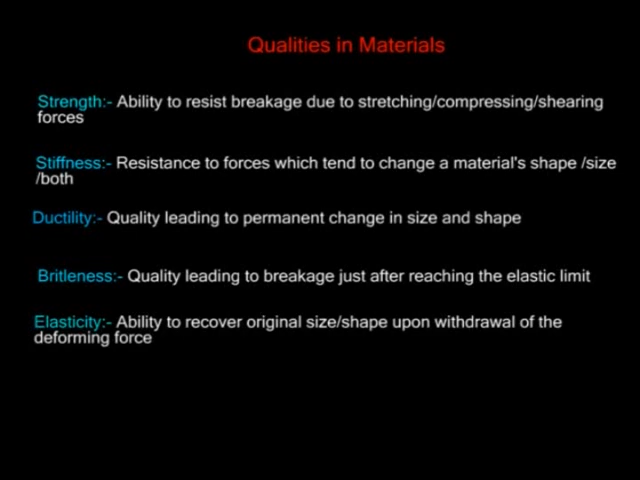 Qualities in Materials
Strength:- Ability to resist breakage due to stretching/compressing/shearing
forces
Stiffness:- Resistance to forces which tend to change a material's shape /size
/both
Ductility:- Quality leading to permanent change in size and shape
Britleness:- Quality leading to breakage just after reaching the elastic limit
Elasticity:- Ability to recover original size/shape upon withdrawal of the
deforming force